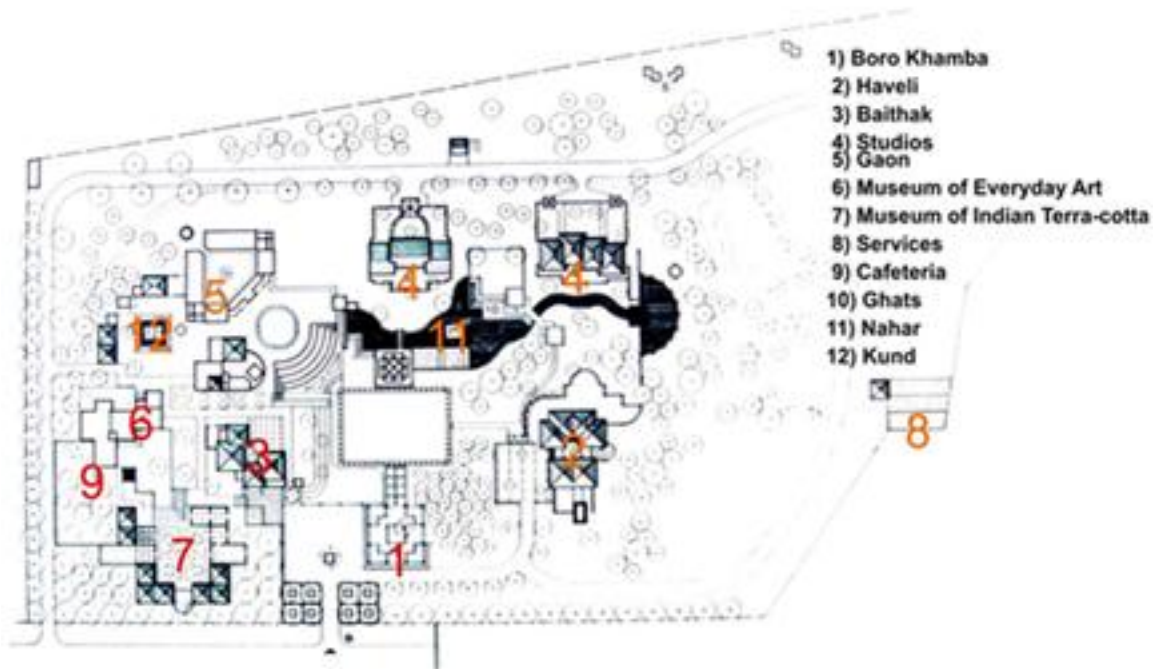 1) Boro Khamba
2) Haveli
3) Baithak
4) Studios
5) Gaon
6) Museum of Everyday Art
7) Museum of Indian Terra-cotta
8) Services
9) Cafeteria
10) Ghats
11) Nahar
12) Kund
4
4
5
12
11
6
3
2
8
9
7
1